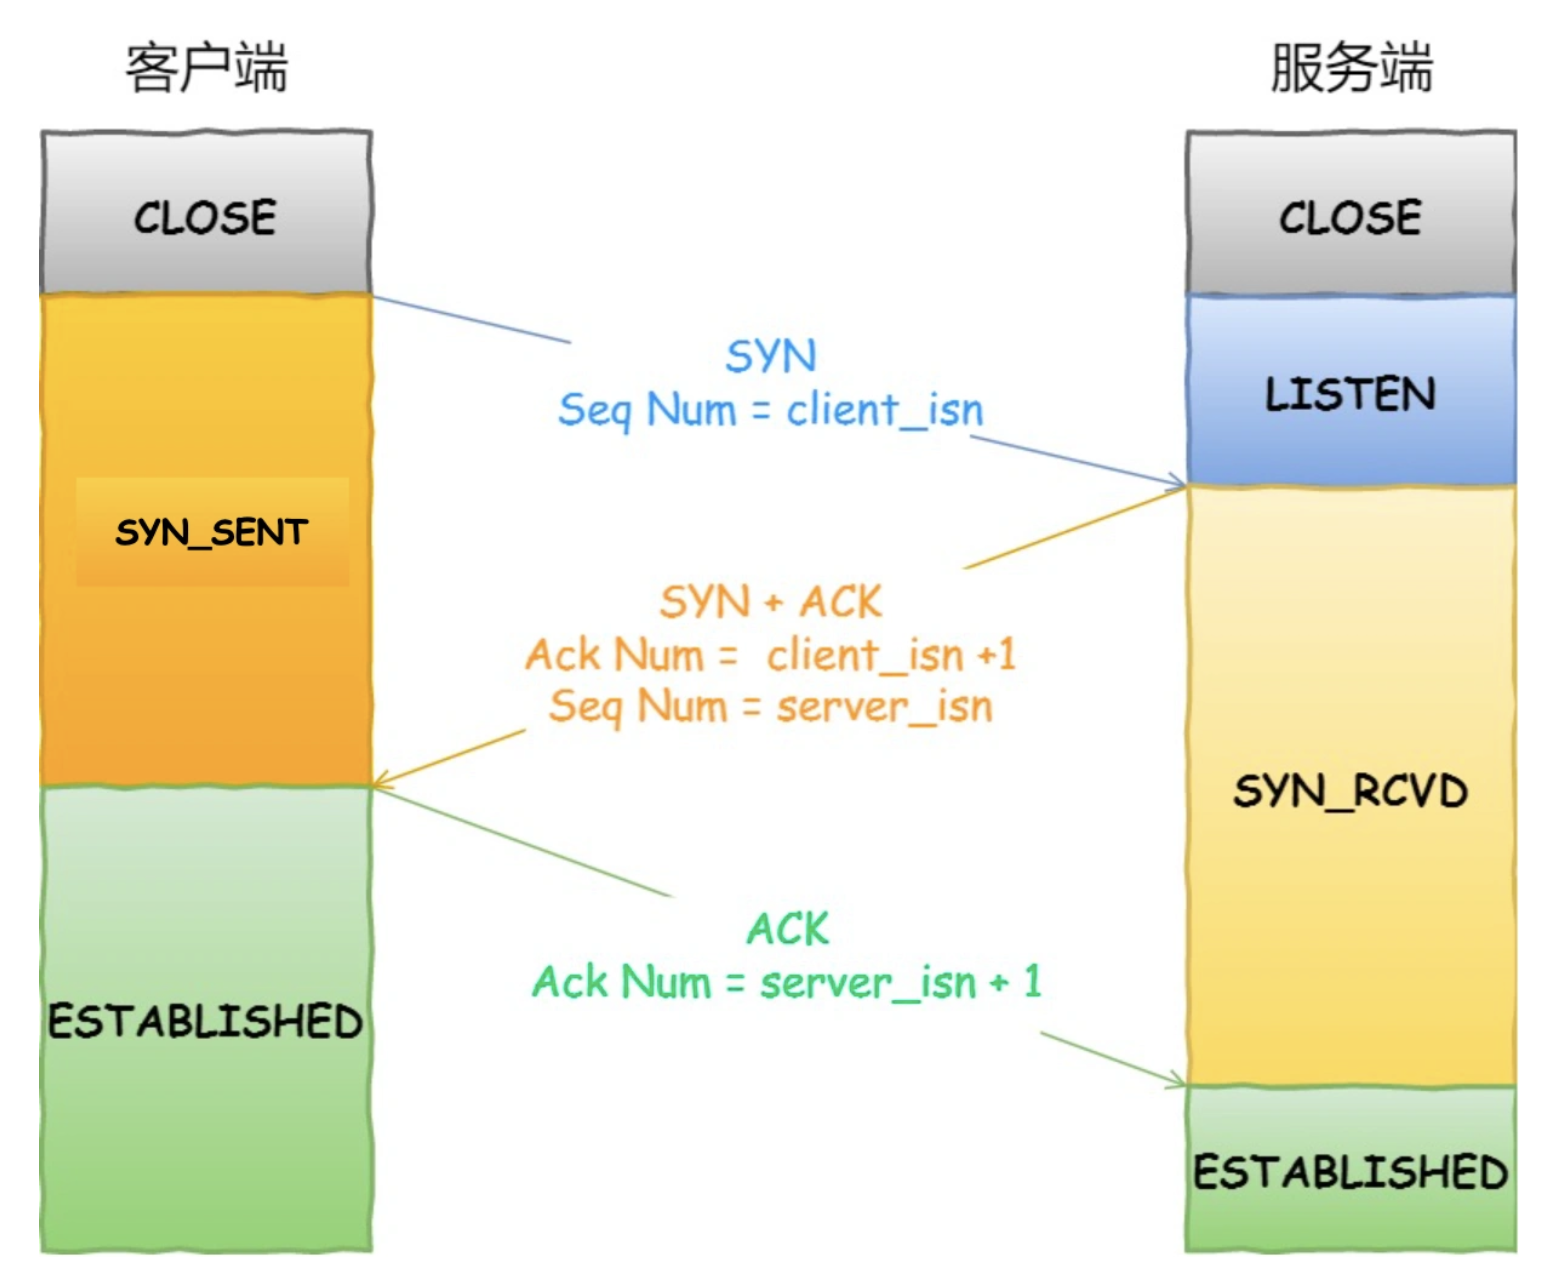 客户端
服务端
CLOSE
CLOSE
SYN
Seq Num = client_isn
LISTEN
SYN_SENT
SYN + ACK
Ack Num =  client_isn +1
Seq Num = server_isn
SYN_RCVD
ACK
Ack Num = server_isn + 1
ESTABLISHED
ESTABLISHED